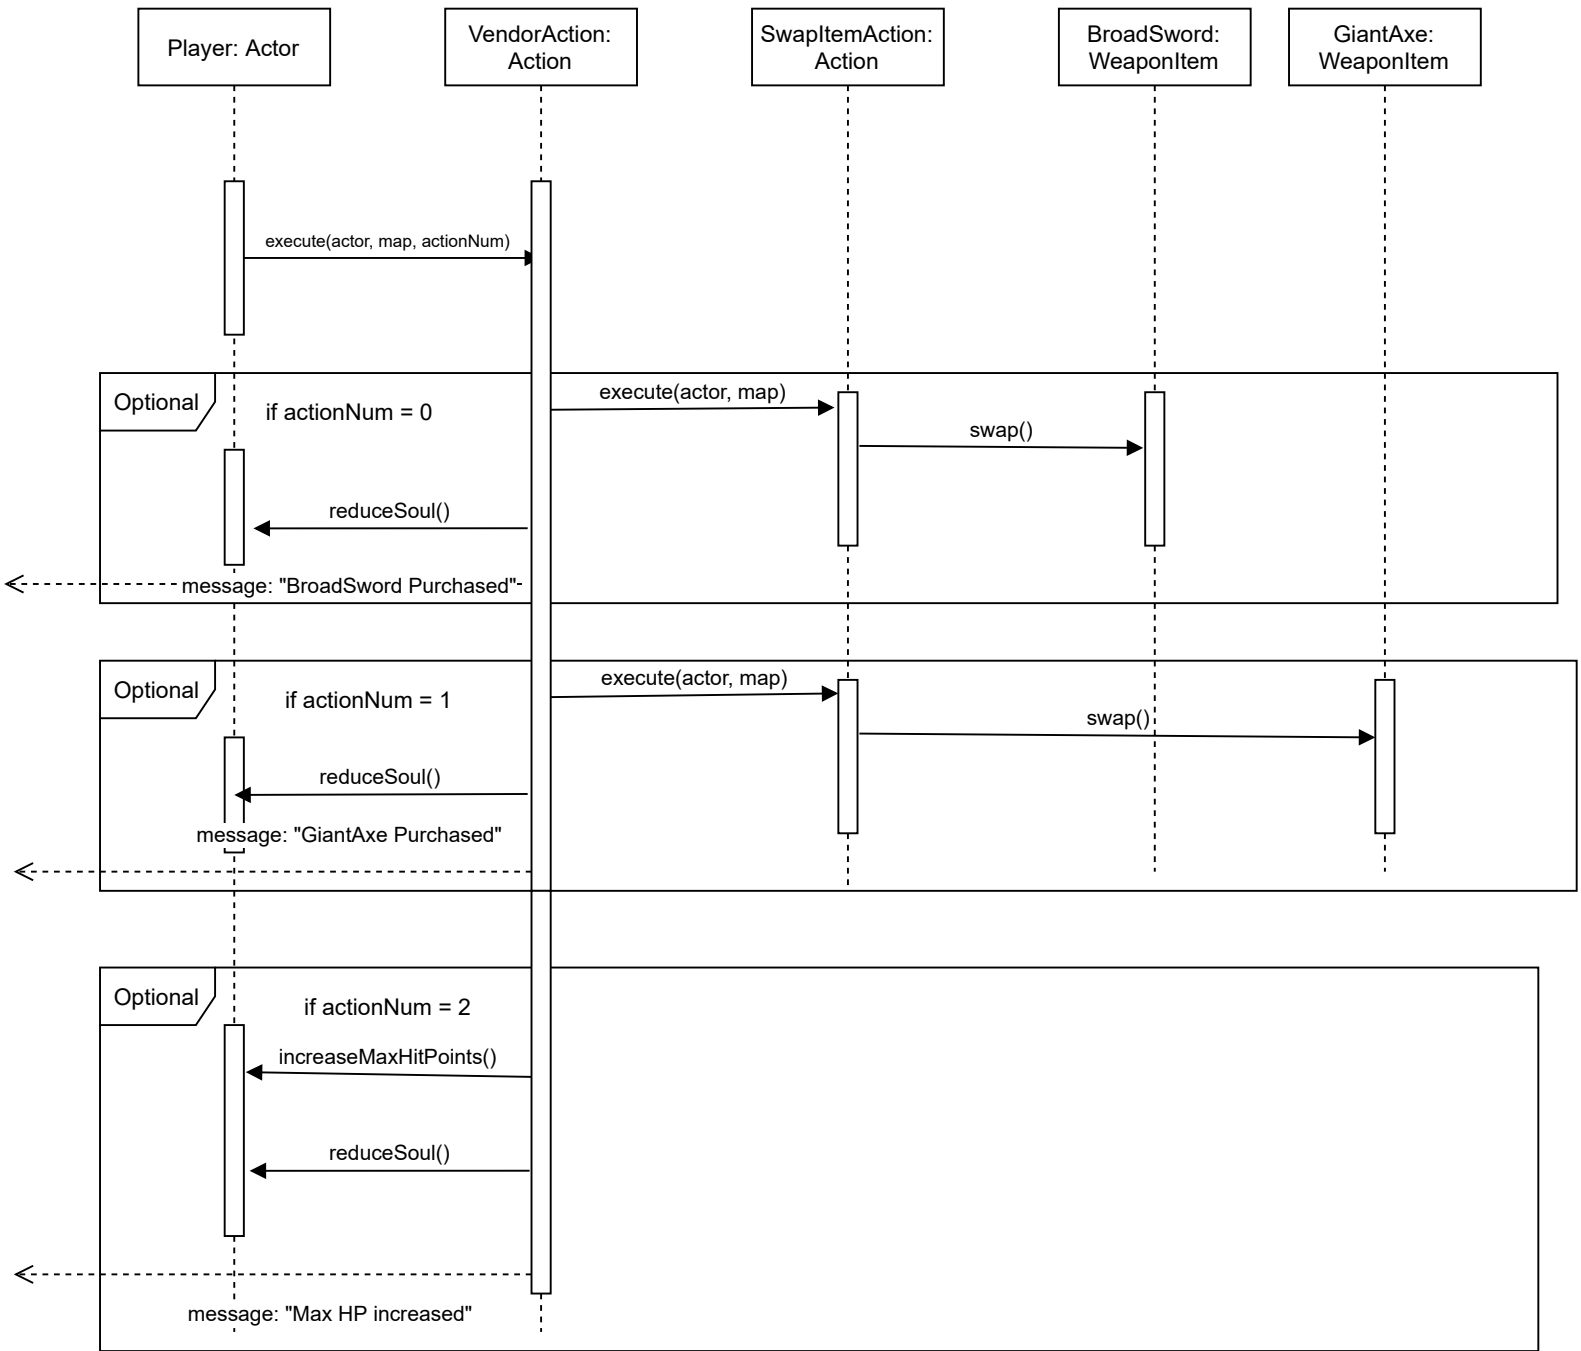 Player: Actor
VendorAction:
Action
SwapItemAction:
Action
BroadSword:
WeaponItem
GiantAxe:
WeaponItem
execute(actor, map, actionNum)
Optional
if actionNum = 0
execute(actor, map)
swap()
reduceSoul()
message: "BroadSword Purchased"
Optional
if actionNum = 1
execute(actor, map)
swap()
reduceSoul()
message: "GiantAxe Purchased"
Optional
if actionNum = 2
increaseMaxHitPoints()
reduceSoul()
message: "Max HP increased"